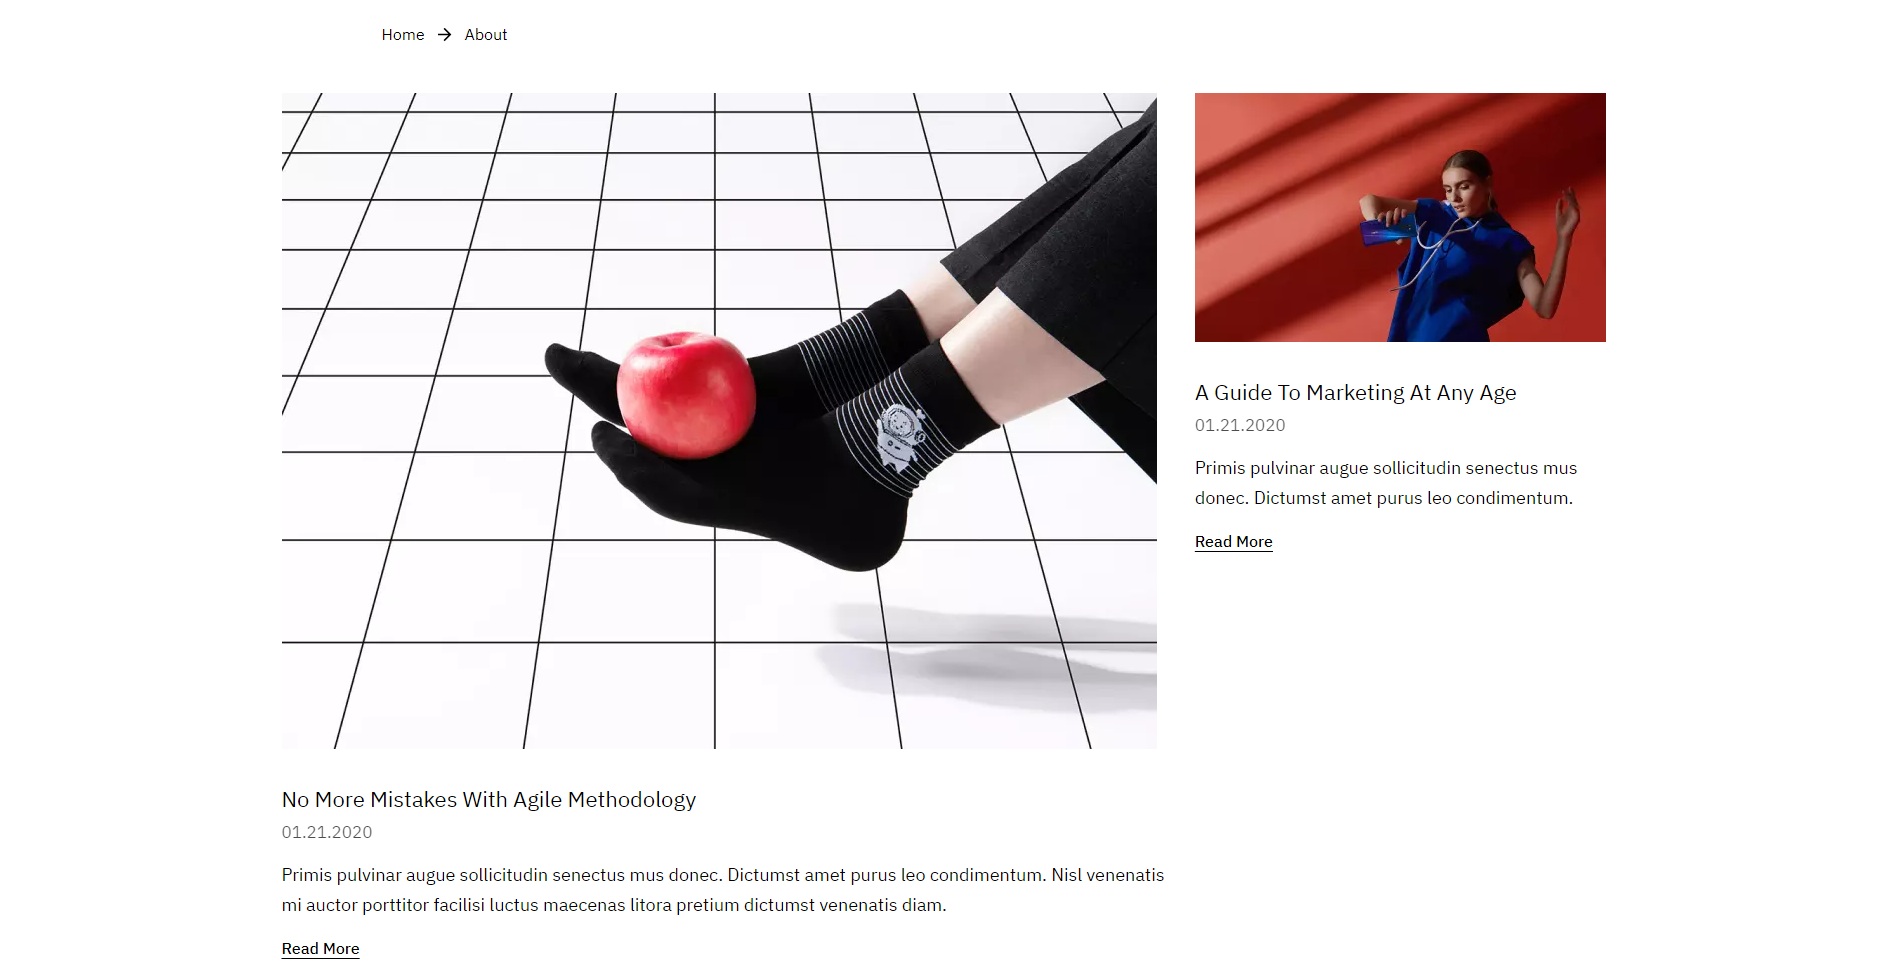 Home → About
A Guide To Marketing At Any Age
01.21.2020
Primis pulvinar augue sollicitudin senectus mus
donec. Dictumst amet purus leo condimentum.
Read More
No More Mistakes With Agile Methodology
01.21.2020
Primis pulvinar augue sollicitudin senectus mus donec. Dictumst amet purus leo condimentum. Nisl venenatis
mi auctor porttitor facilisi luctus maecenas litora pretium dictumst venenatis diam.
Read More